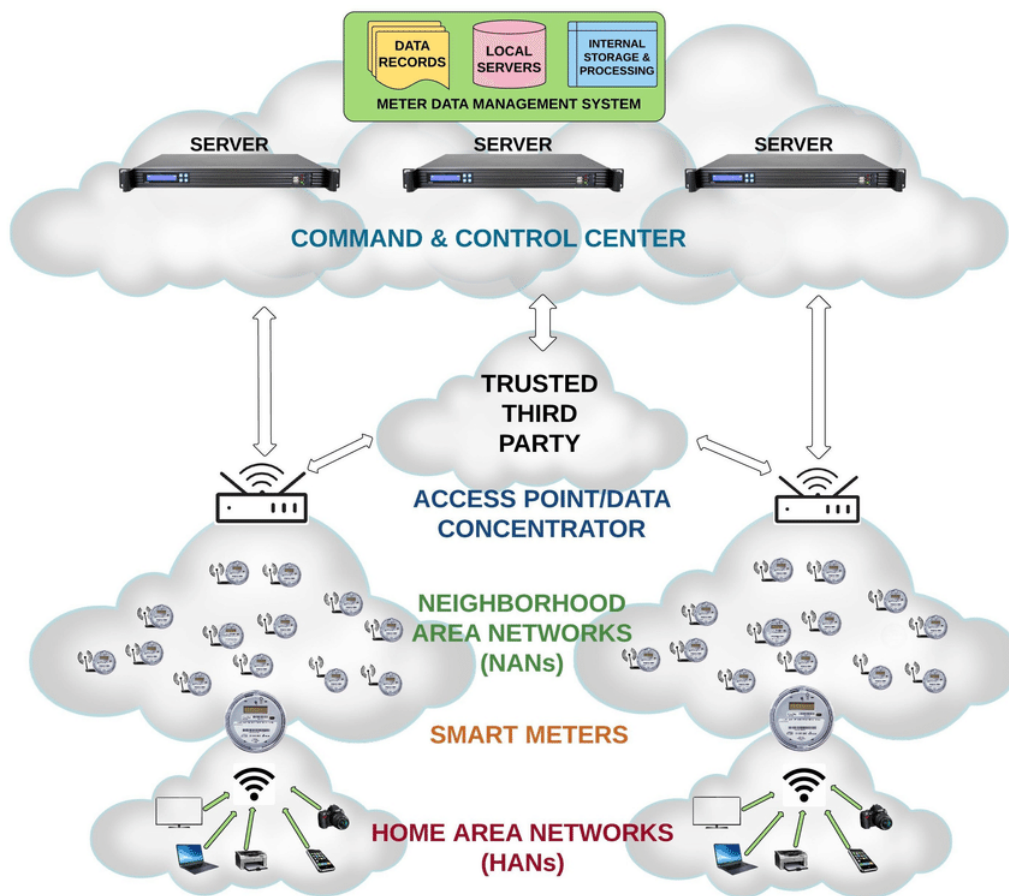 DATA
RECORDS
LOCAL
SERVERS
INTERNAL
STORAGE &
PROCESSING
METER DATA MANAGEMENT SYSTEM
SERVER
SERVER
SERVER
COMMAND & CONTROL CENTER
TRUSTED
THIRD
PARTY
ACCESS POINT/DATA
CONCENTRATOR
NEIGHBORHOOD
AREA NETWORKS
(NANs)
SMART METERS
HOME AREA NETWORKS
(HANs)